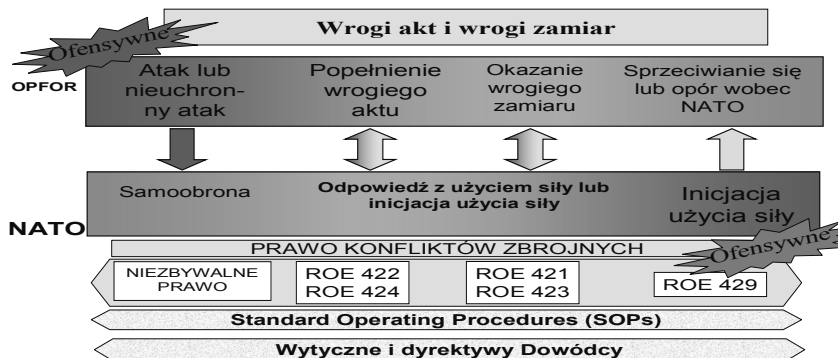 Wrogi akt i wrogi zamiar
Ofensywne
OPFOR
Atak lub
nieuchron-
ny atak
Popełnienie
wrogiego
aktu
Okazanie
wrogiego
zamiaru
Sprzeciwianie się
lub opór wobec
NATO
NATO
Samoobrona
Odpowiedź z użyciem siły lub
inicjacja użycia siły
Inicjacja
użycia siły
PRAWO KONFLIKTÓW ZBROJNYCH
Ofensywne
NIEZBYWALNE
PRAWO
ROE 422
ROE 424
ROE 421
ROE 423
ROE 429
Standard Operating Procedures (SOPs)
Wytyczne i dyrektywy Dowódcy